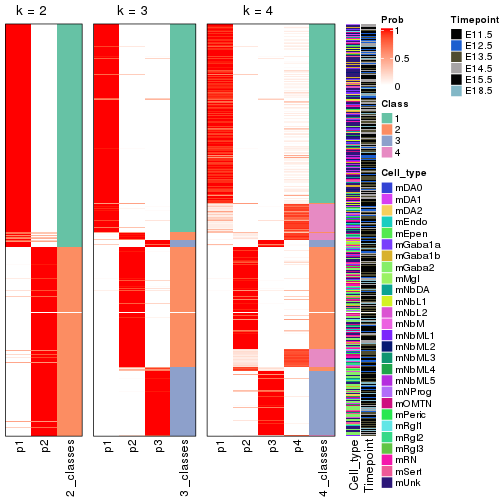 k = 2
k = 3
k = 4
p1
p2
2_classes
p1
p2
p3
3_classes
p1
p2
p3
p4
4_classes
Cell_type
Timepoint
Prob
1
0.5
0
Class
1
2
3
4
Cell_type
mDA0
mDA1
mDA2
mEndo
mEpen
mGaba1a
mGaba1b
mGaba2
mMgl
mNbDA
mNbL1
mNbL2
mNbM
mNbML1
mNbML2
mNbML3
mNbML4
mNbML5
mNProg
mOMTN
mPeric
mRgl1
mRgl2
mRgl3
mRN
mSert
mUnk
Timepoint
E11.5
E12.5
E13.5
E14.5
E15.5
E18.5